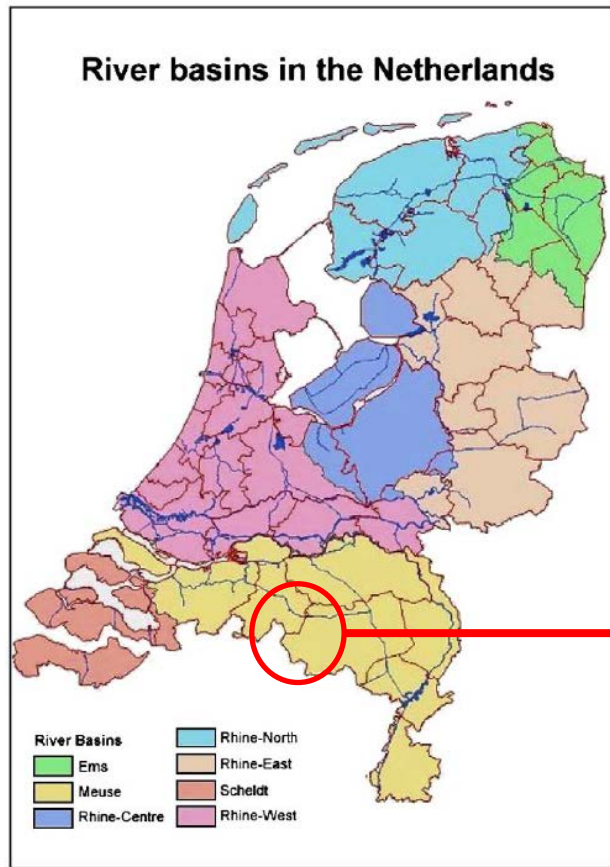 River basins in the Netherlands
River Basins
Ems
Meuse
Rhine-Centre
Rhine-North
Rhine-East
Scheldt
Rhine-West